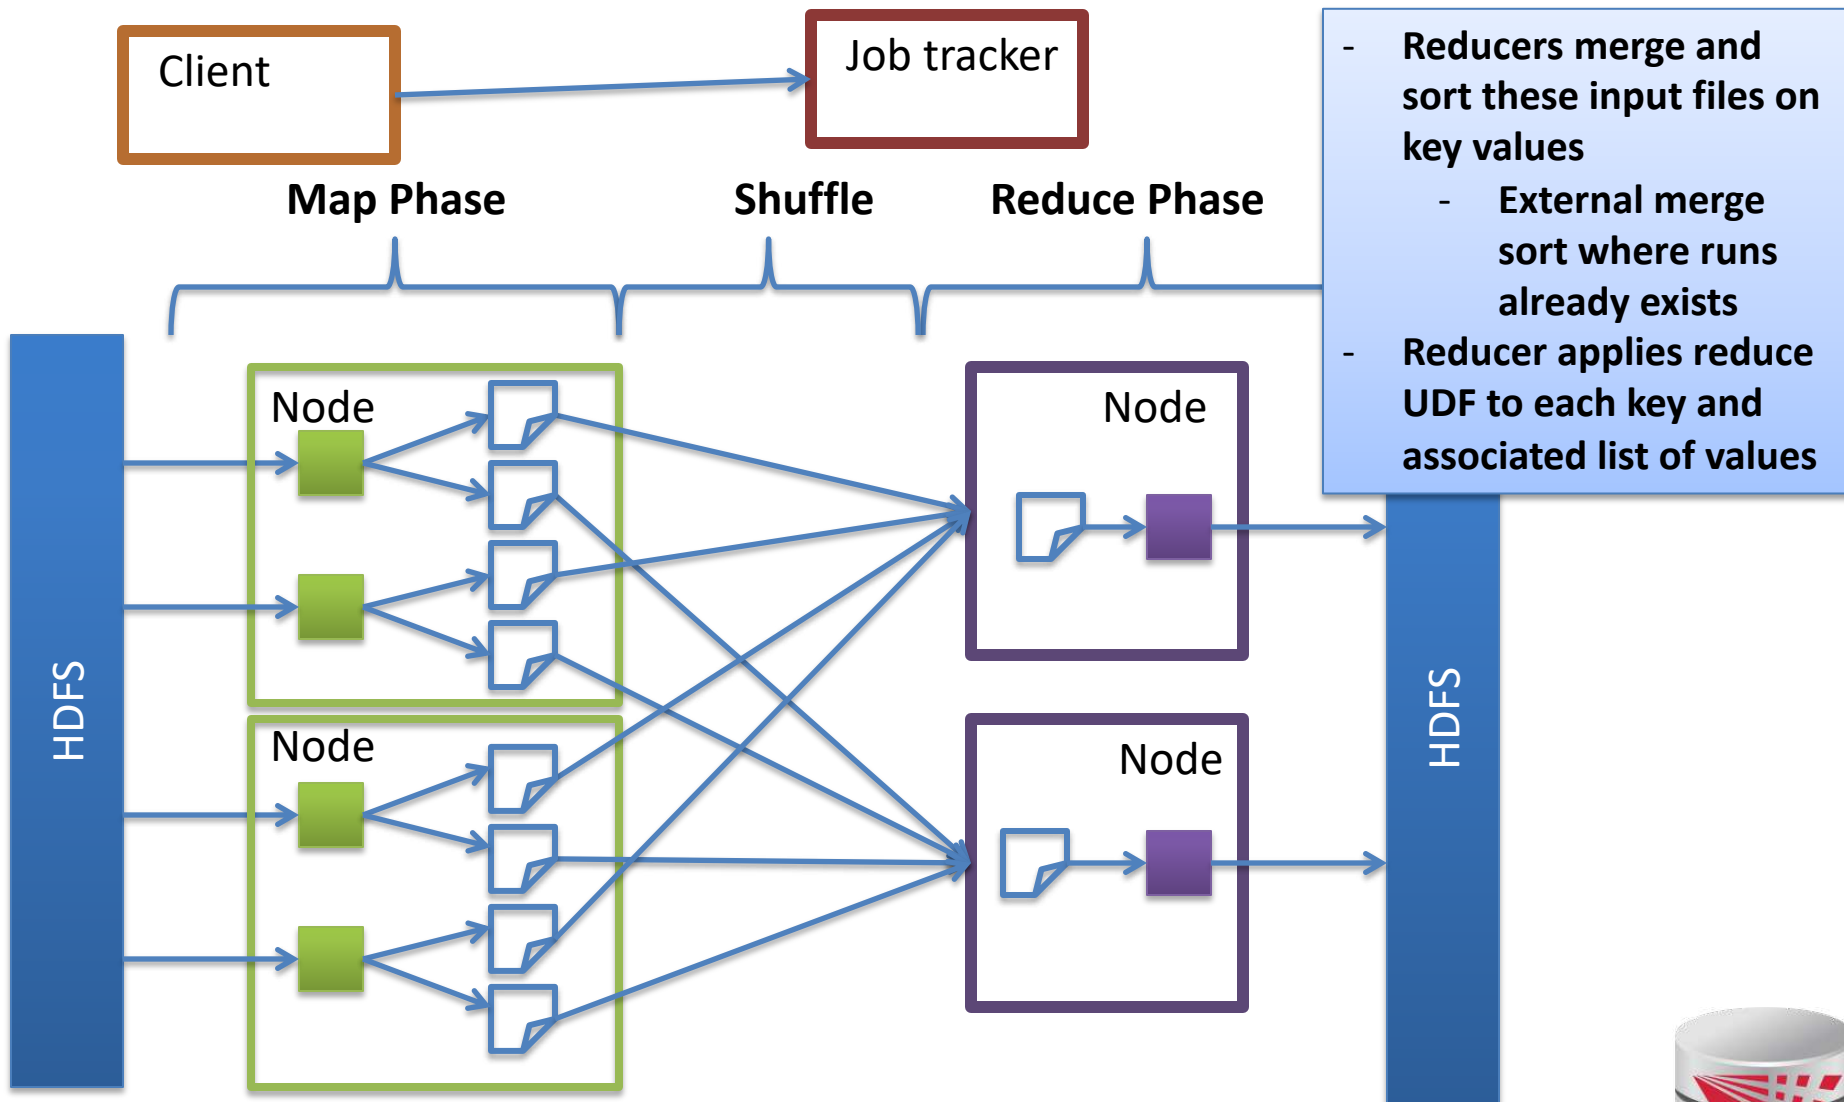 Client
Job tracker
Map Phase
Shuffle
Reduce Phase
- Reducers merge and
sort these input files on
key values
- External merge
sort where runs
already exists
- Reducer applies reduce
UDF to each key and
associated list of values
HDFS
Node
Node
Node
Node
HDFS